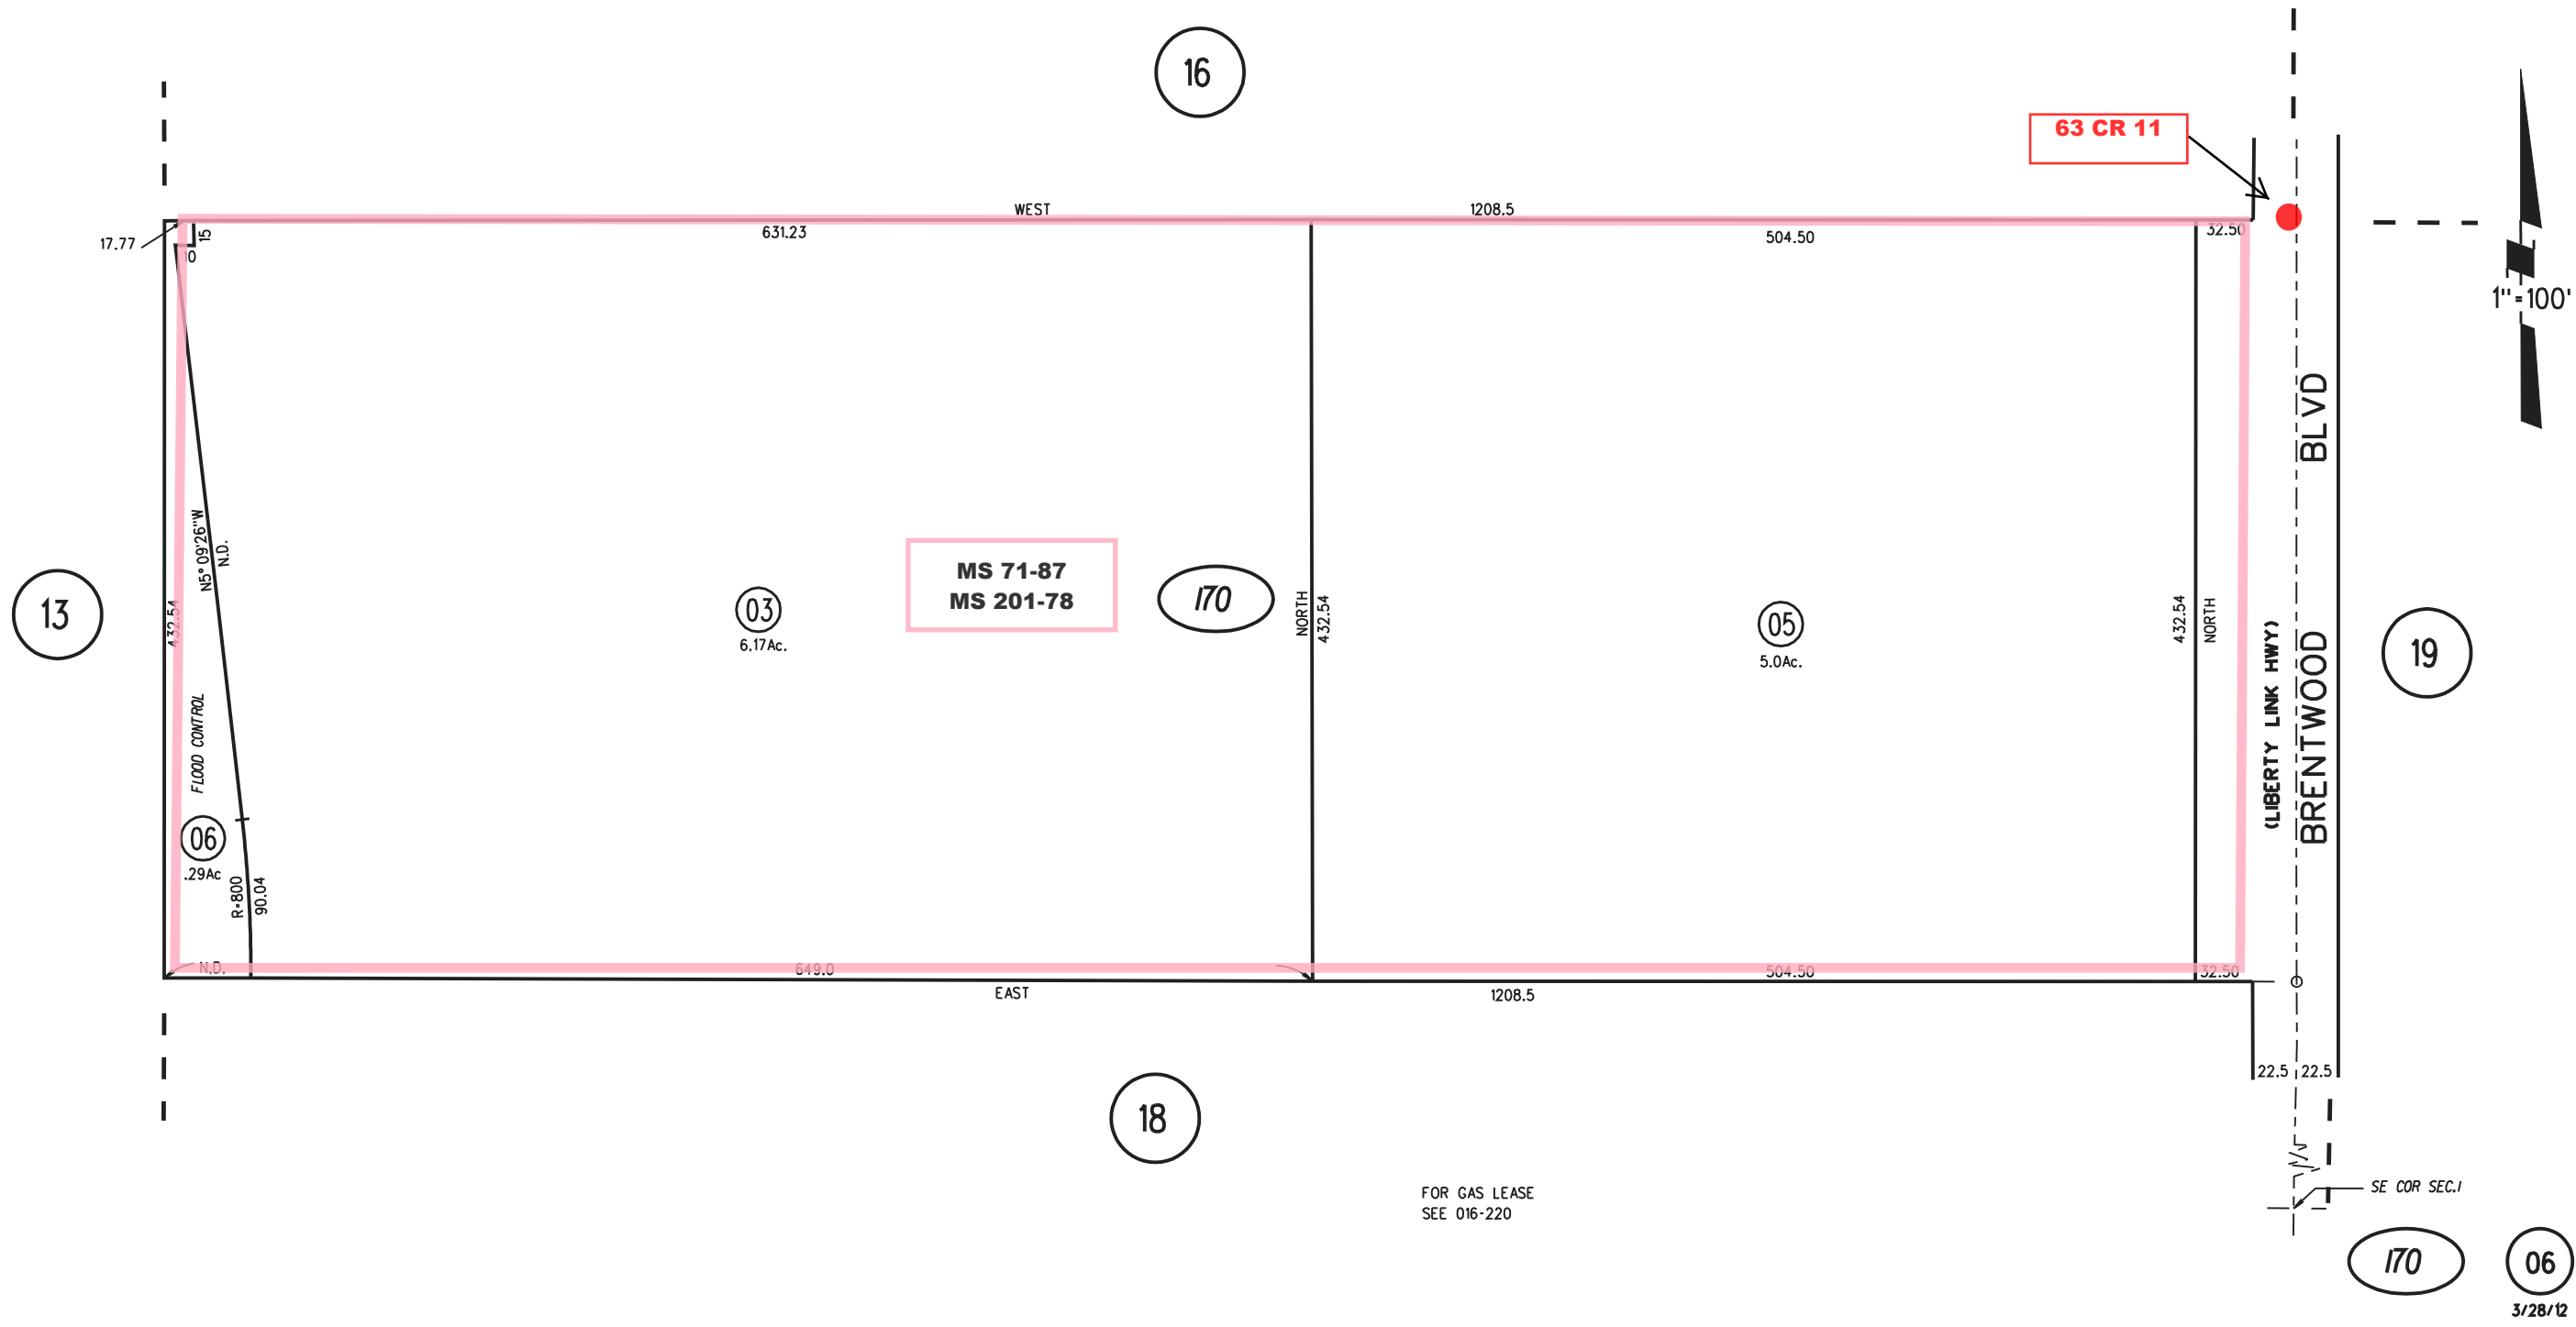 16
63 CR 11
WEST
1208.5
17.77
15
10
631.23
504.50
32.50
1"=100'
BRENTWOOD BLVD
(LIBERTY LINK HWY)
N5°09'26"W
N.D.
432.54
MS 71-87
MS 201-78
170
13
03
6.17Ac.
NORTH
432.54
05
5.0Ac.
432.54
NORTH
19
FLOOD CONTROL
06
.29Ac
R=800
90.04
N.D.
649.0
504.50
32.50
EAST
1208.5
22.5
22.5
18
FOR GAS LEASE
SEE 016-220
SE COR SEC.1
170
06
3/28/12